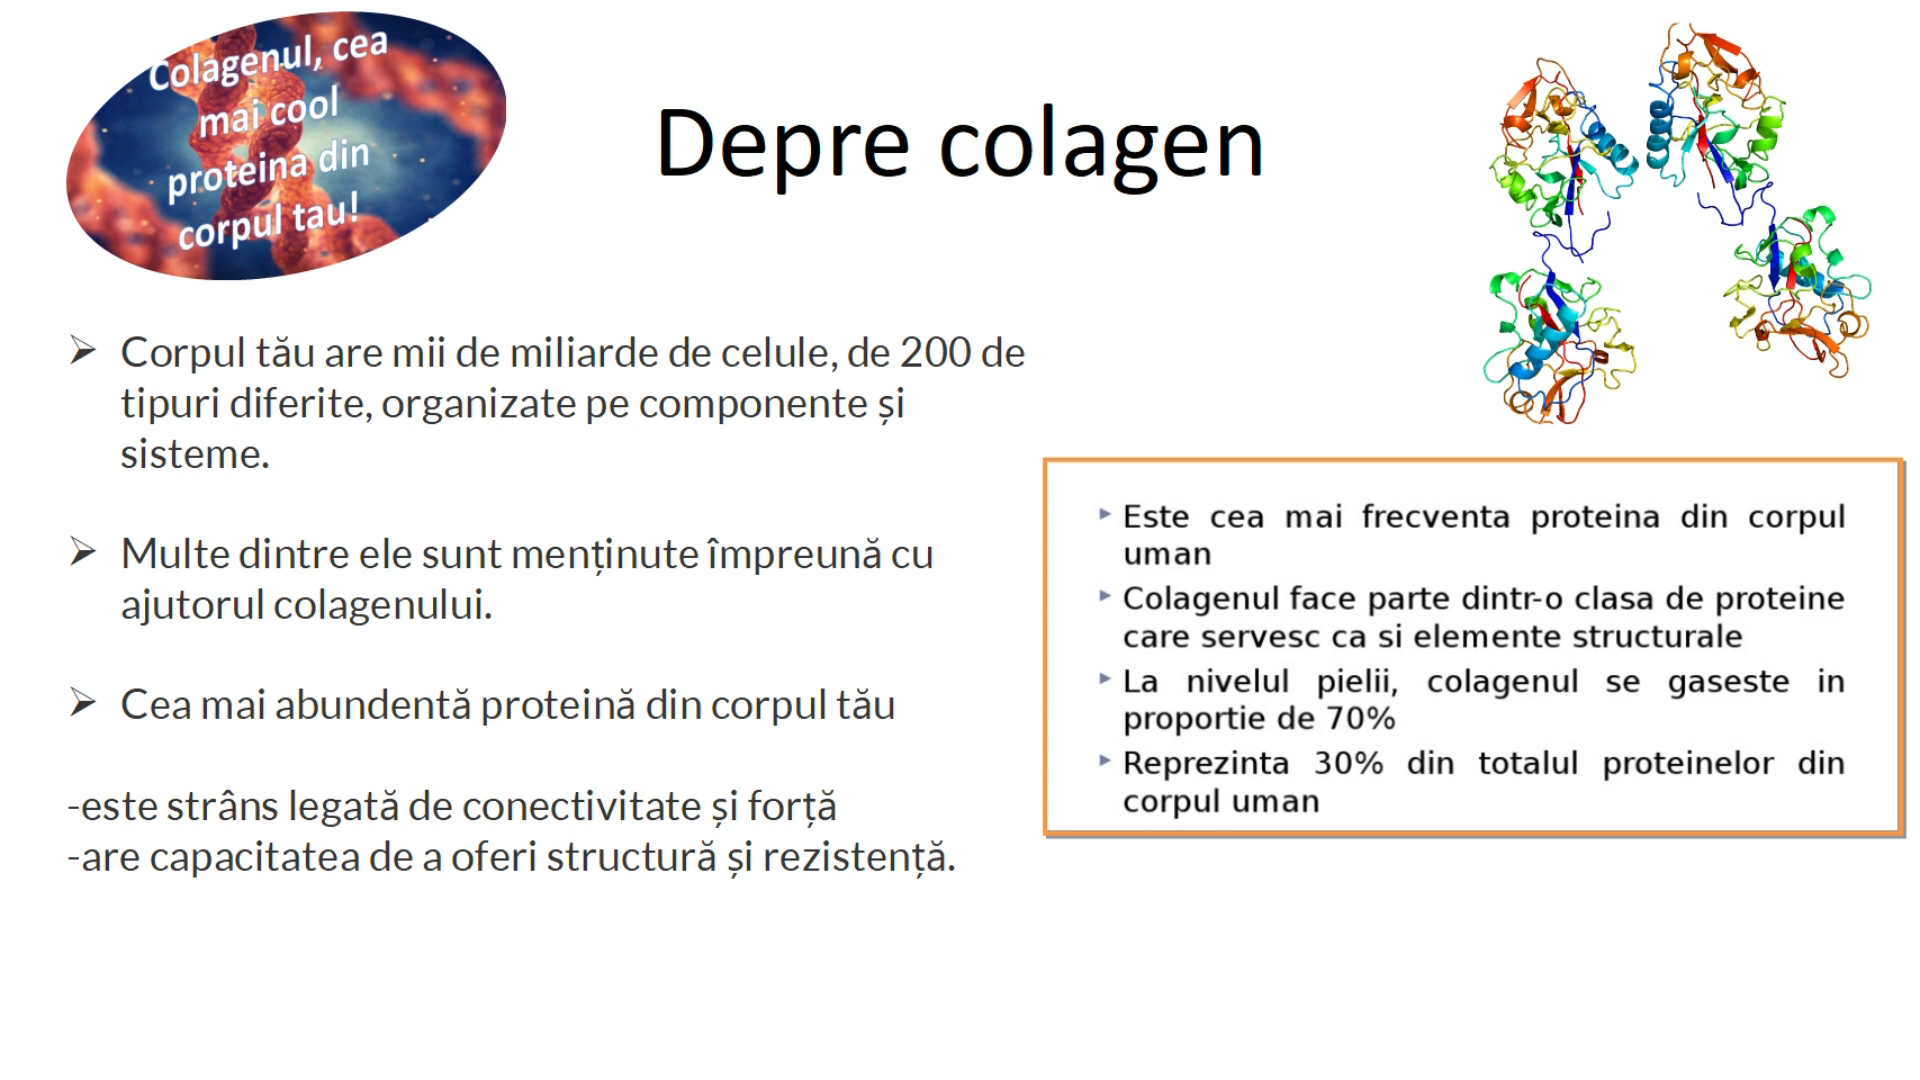 Colagenul, cea
mai cool
proteina din
corpul tau!
Depre colagen
➢ Corpul tău are mii de miliarde de celule, de 200 de
tipuri diferite, organizate pe componente și
sisteme.
➢ Multe dintre ele sunt menținute împreună cu
ajutorul colagenului.
➢ Cea mai abundentă proteină din corpul tău
-este strâns legată de conectivitate și forță
-are capacitatea de a oferi structură și rezistență.
▸ Este cea mai frecventa proteina din corpul
uman
▸ Colagenul face parte dintr-o clasa de proteine
care servesc ca si elemente structurale
▸ La nivelul pielii, colagenul se gaseste in
proportie de 70%
▸ Reprezinta 30% din totalul proteinelor din
corpul uman